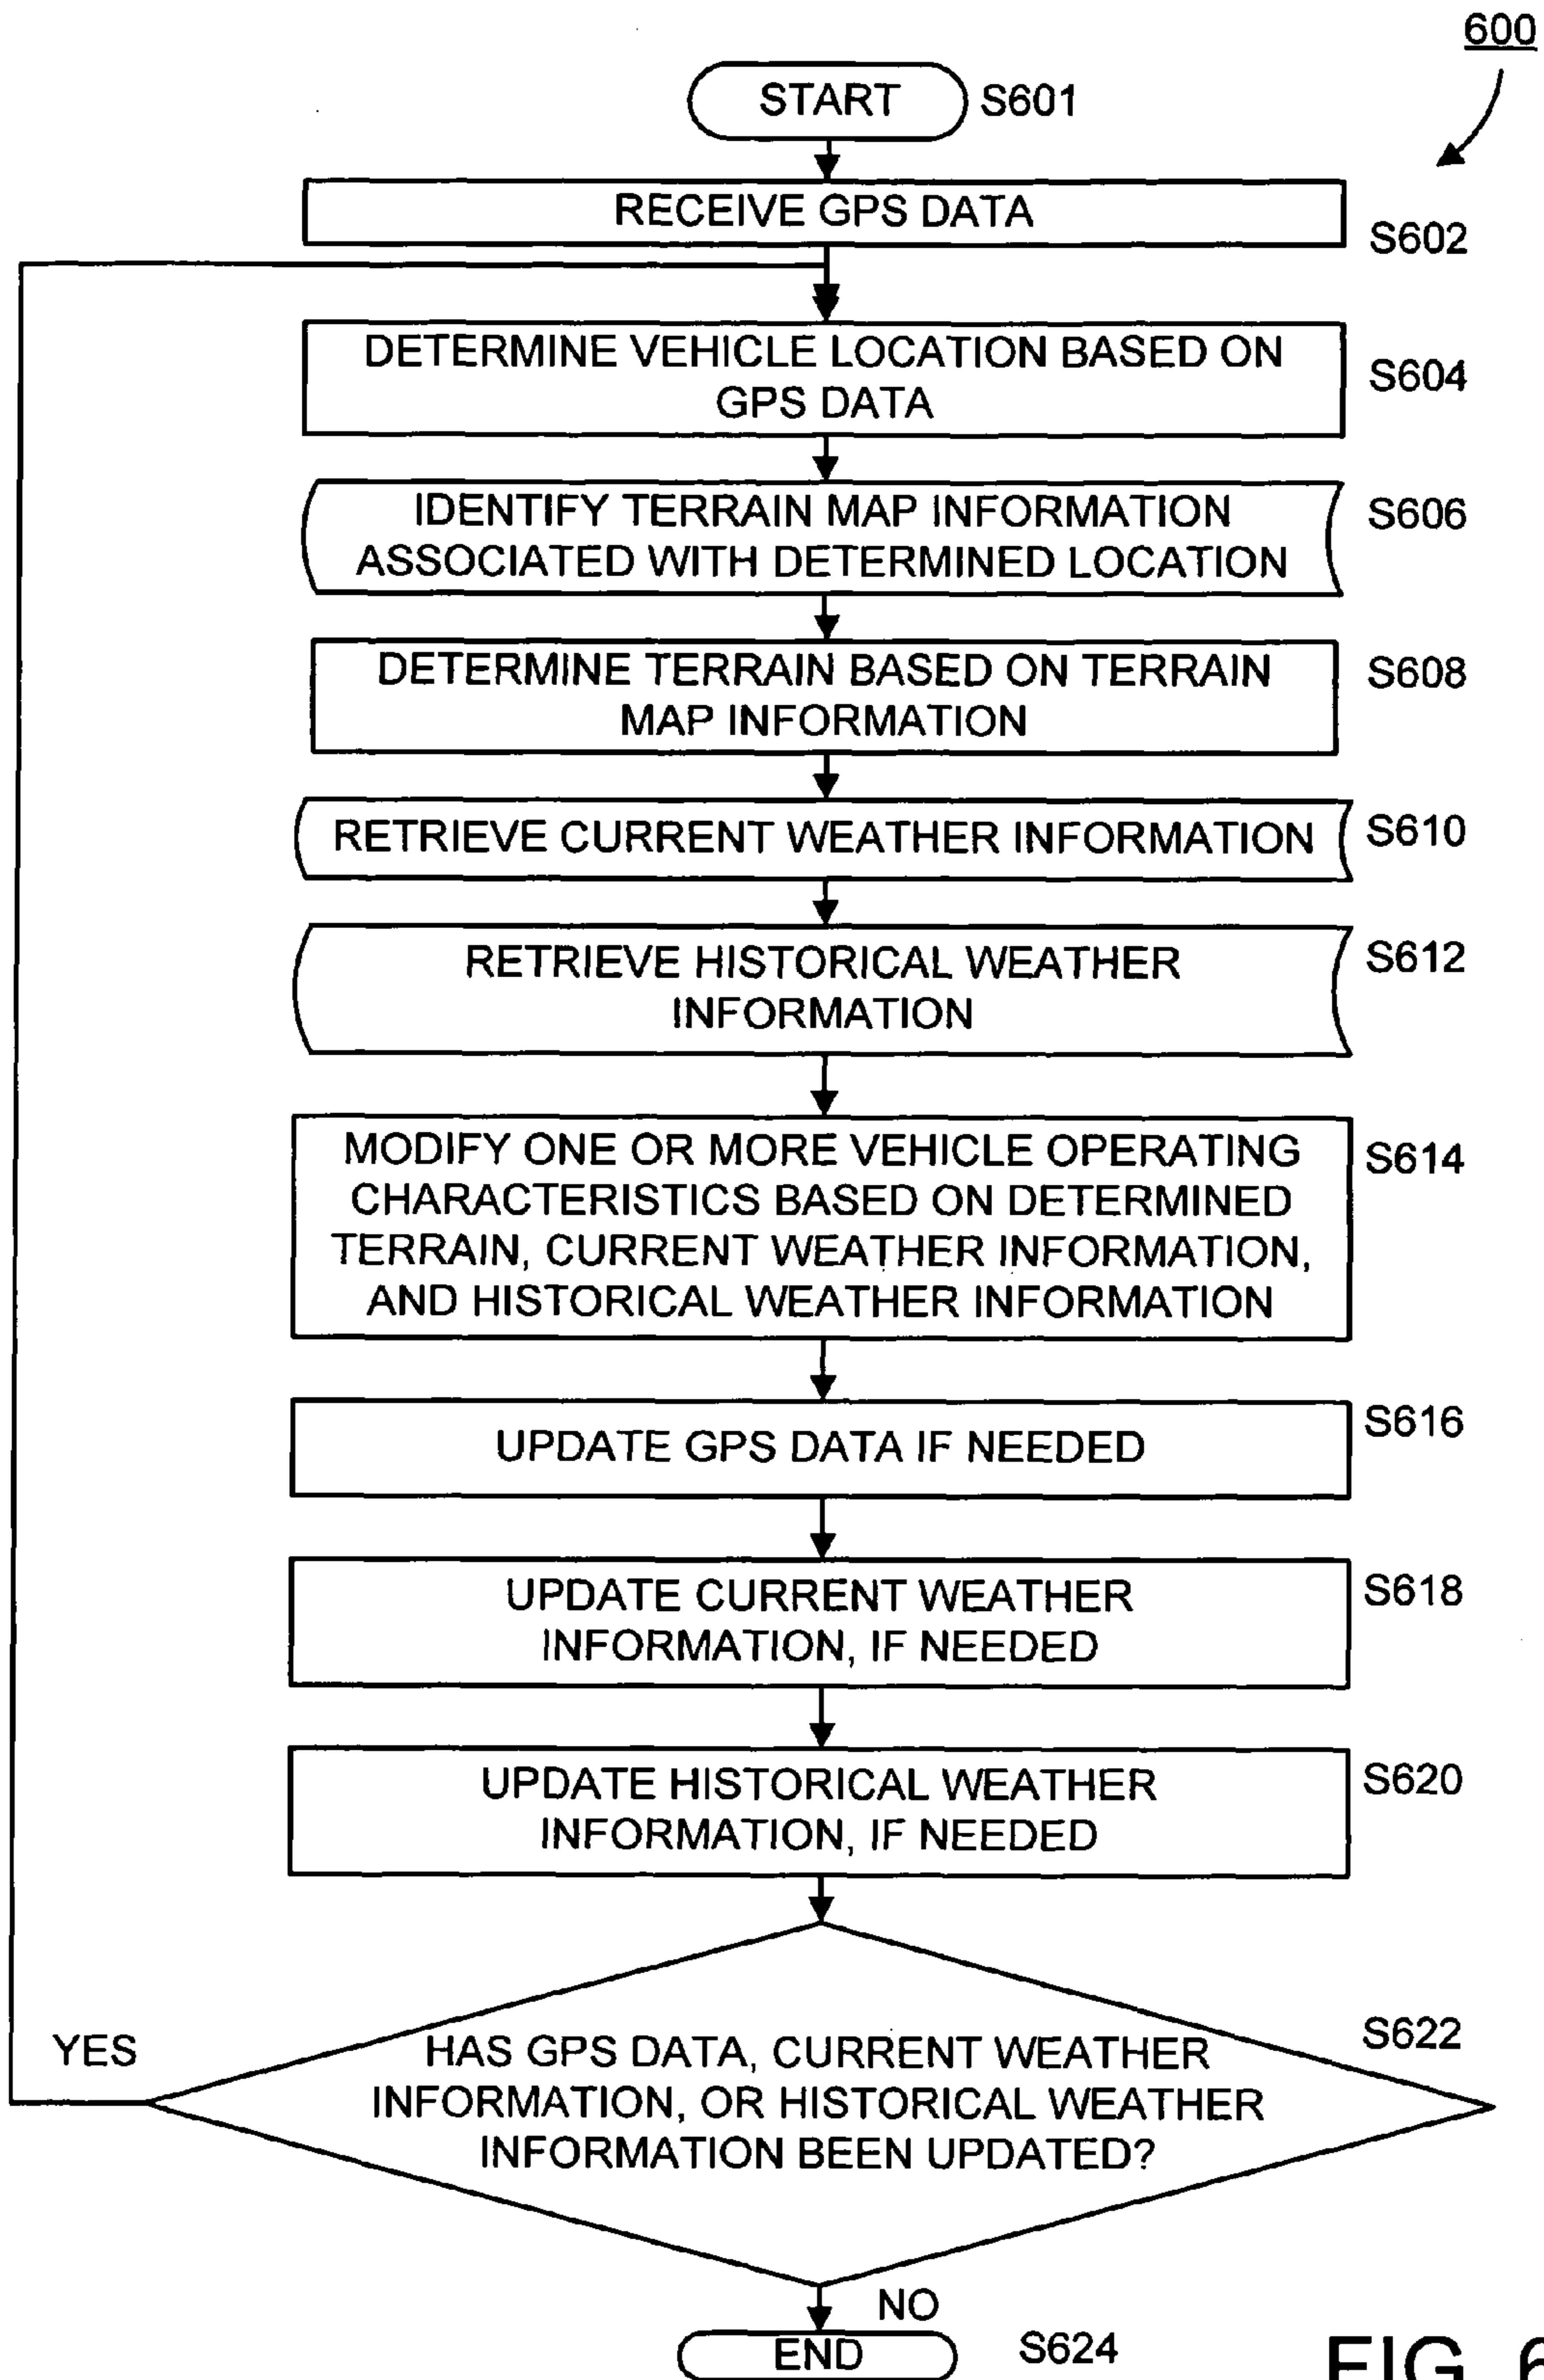 600
START S601
RECEIVE GPS DATA
S602
DETERMINE VEHICLE LOCATION BASED ON
GPS DATA
S604
IDENTIFY TERRAIN MAP INFORMATION
ASSOCIATED WITH DETERMINED LOCATION
S606
DETERMINE TERRAIN BASED ON TERRAIN
MAP INFORMATION
S608
RETRIEVE CURRENT WEATHER INFORMATION
S610
RETRIEVE HISTORICAL WEATHER
INFORMATION
S612
MODIFY ONE OR MORE VEHICLE OPERATING
CHARACTERISTICS BASED ON DETERMINED
TERRAIN, CURRENT WEATHER INFORMATION,
AND HISTORICAL WEATHER INFORMATION
S614
UPDATE GPS DATA IF NEEDED
S616
UPDATE CURRENT WEATHER
INFORMATION, IF NEEDED
S618
UPDATE HISTORICAL WEATHER
INFORMATION, IF NEEDED
S620
YES
HAS GPS DATA, CURRENT WEATHER
INFORMATION, OR HISTORICAL WEATHER
INFORMATION BEEN UPDATED?
S622
NO
END S624
FIG. 6